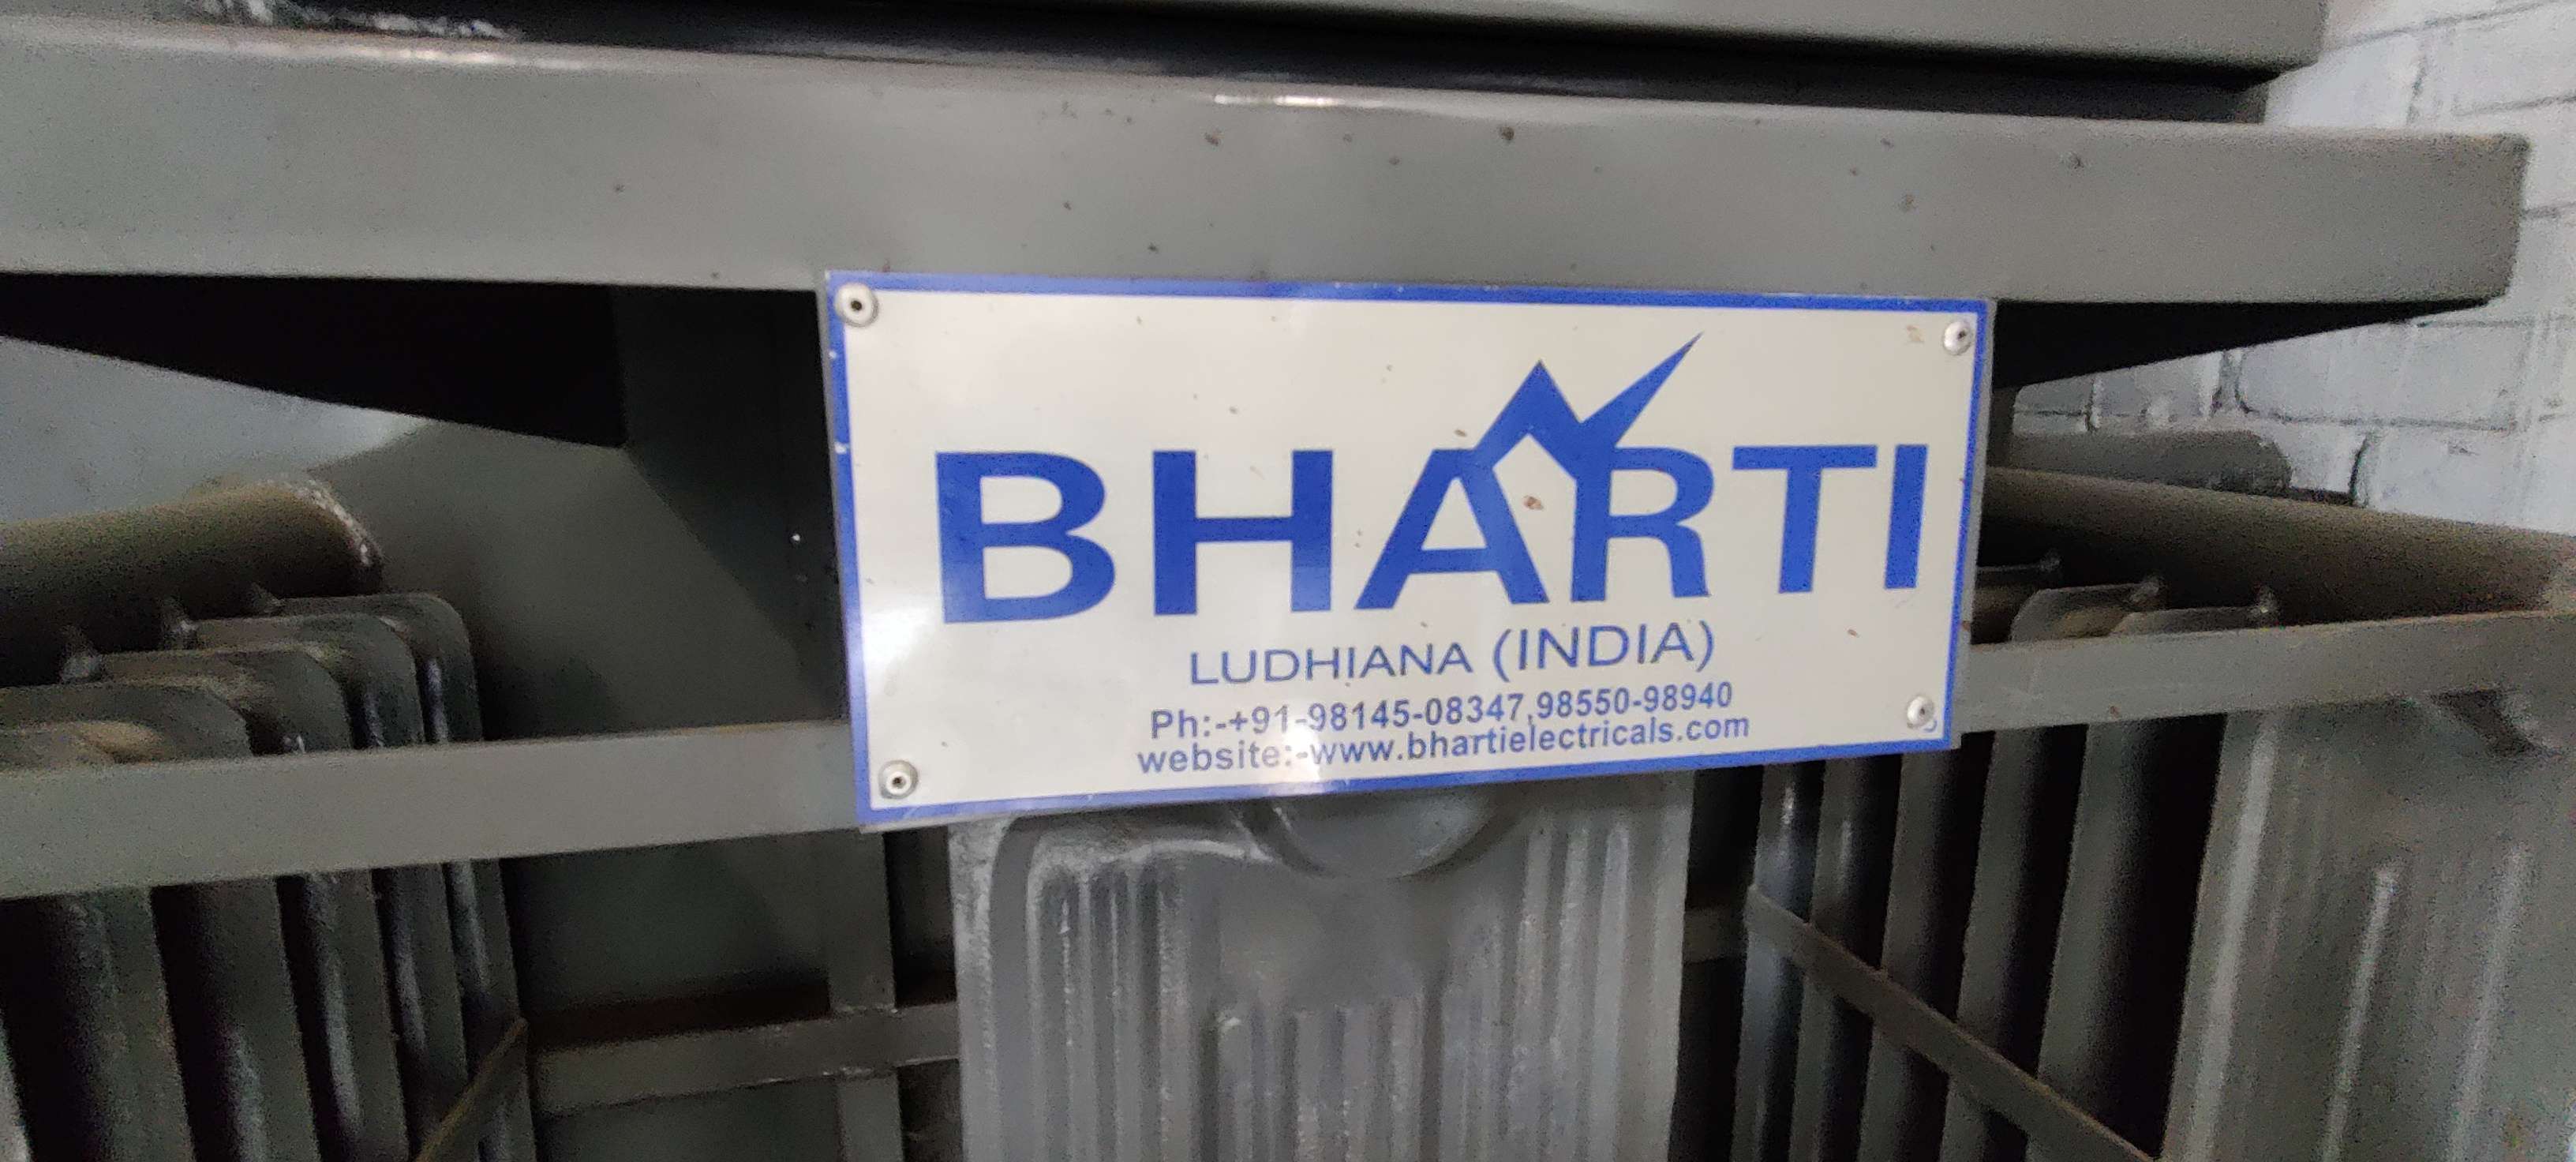 BHARTI
LUDHIANA (INDIA)
Ph:-+91-98145-08347,98550-98940
website:-www.bhartielectricals.com